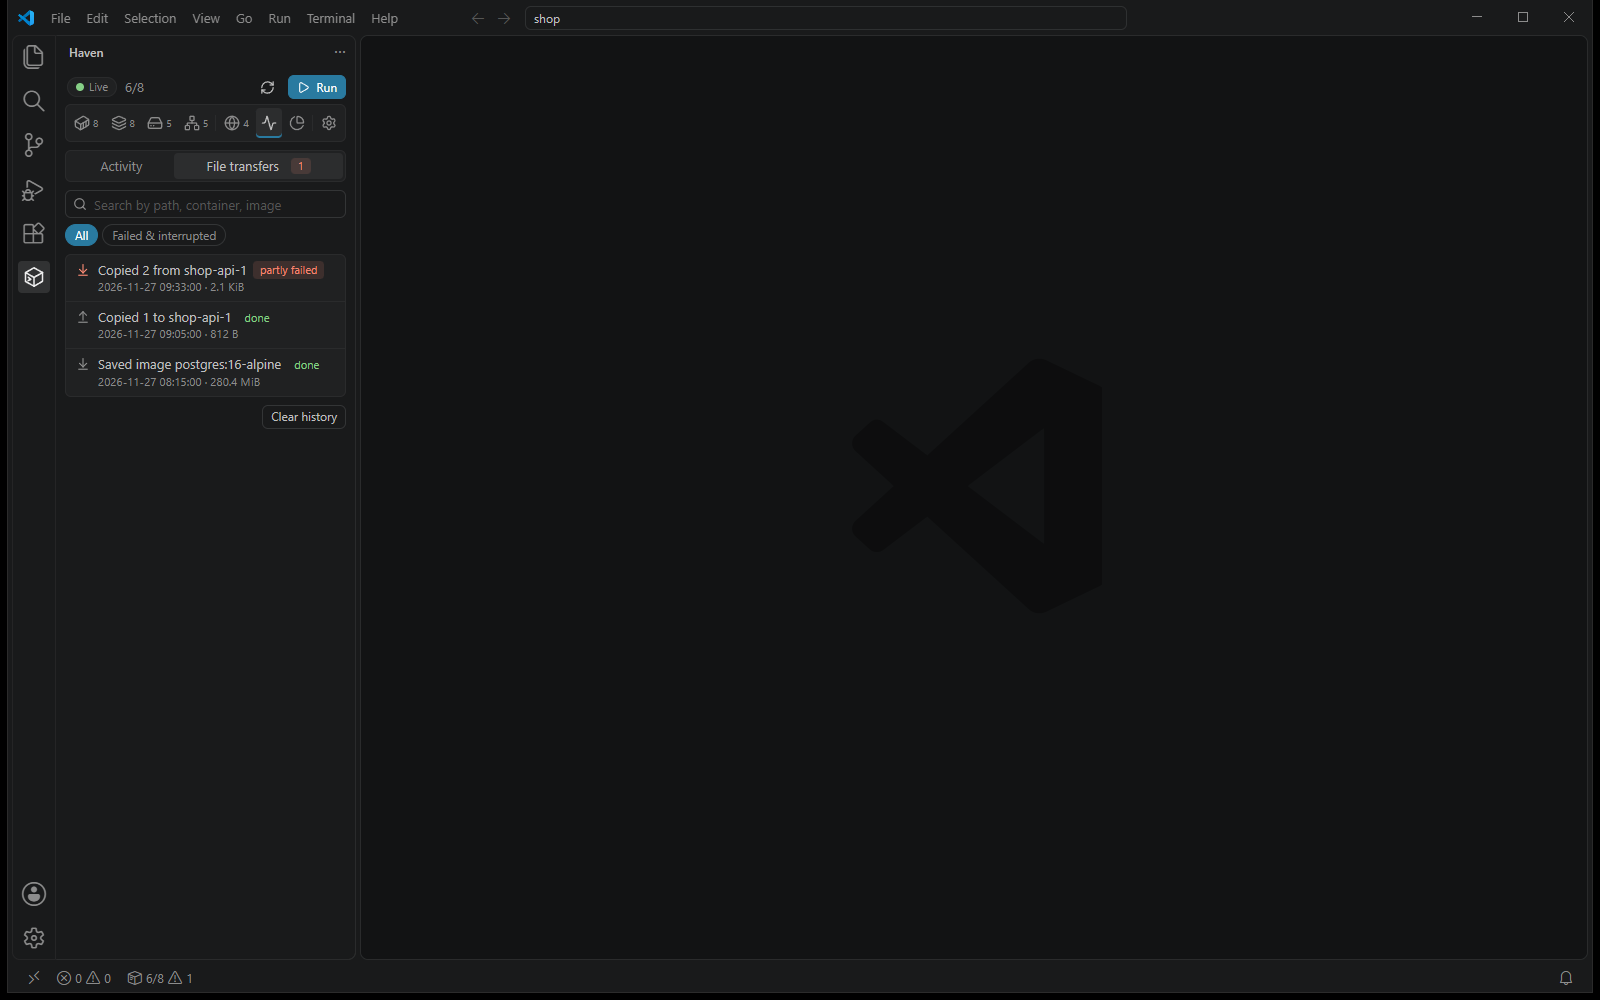 File Edit Selection View Go Run Terminal Help
shop
Haven
Live 6/8 Run
8 8 5 5 4
Activity File transfers 1
Search by path, container, image
All Failed & interrupted
Copied 2 from shop-api-1 partly failed
2026-11-27 09:33:00 · 2.1 KiB
Copied 1 to shop-api-1 done
2026-11-27 09:05:00 · 812 B
Saved image postgres:16-alpine done
2026-11-27 08:15:00 · 280.4 MiB
Clear history
0 0 6/8 1